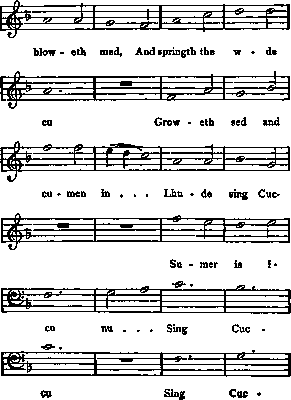 blow - eth med, And springth the w - de
cu Grow - eth sed and
cu - men in . . . Lhu - de sing Cuc-
Su - mer is I-
cu nu . . . Sing Cuc -
cu Sing Cuc -